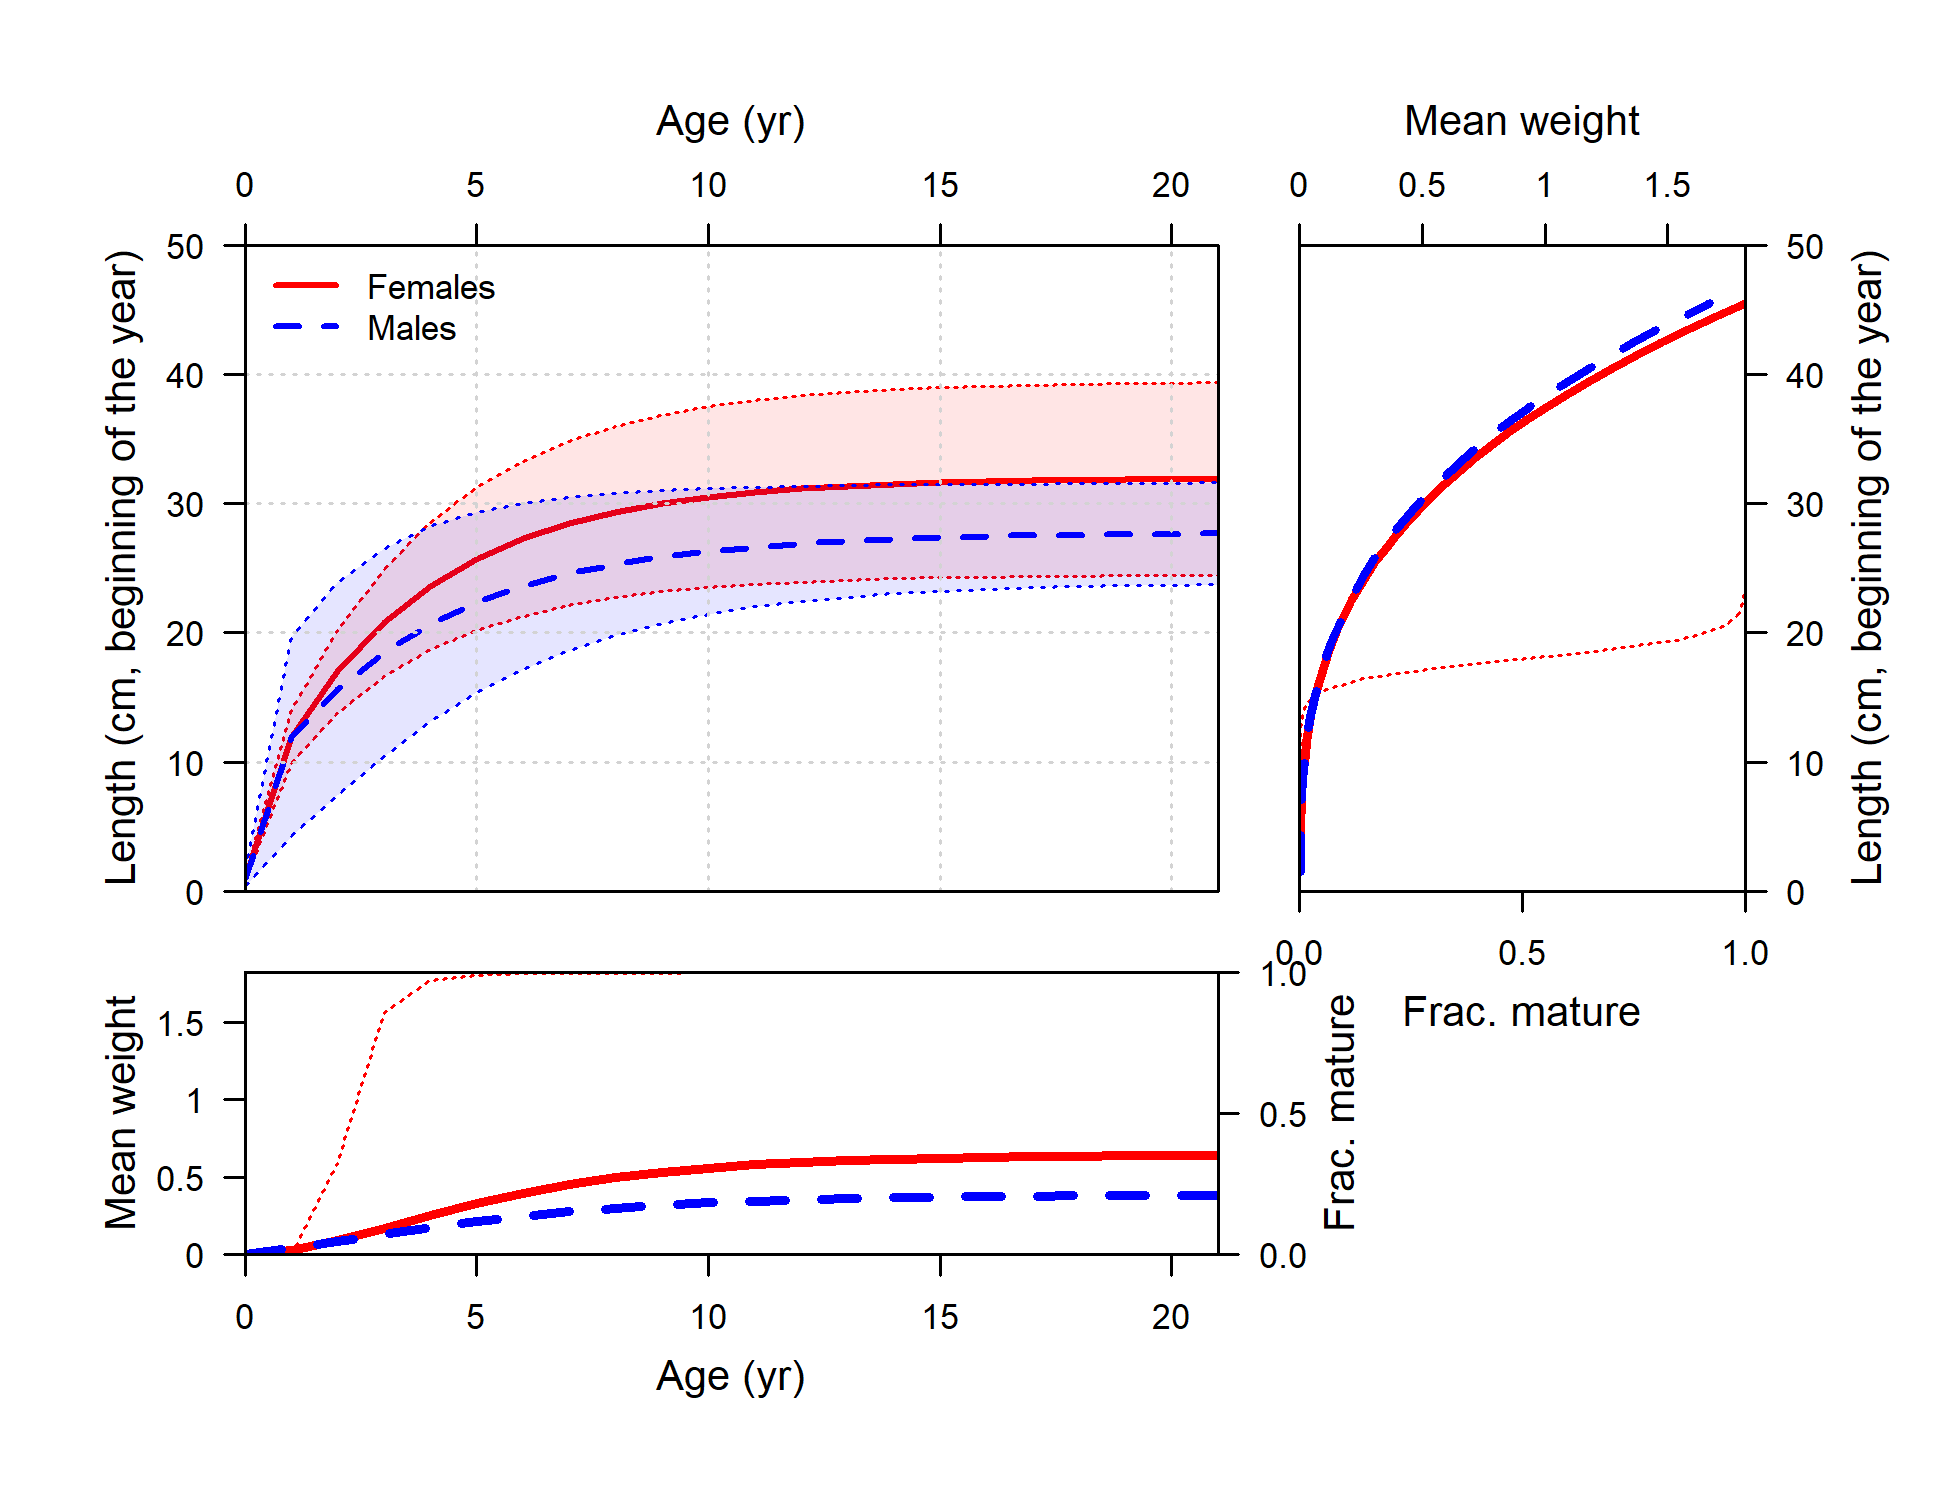 Age (yr)
Mean weight
0 5 10 15 20
0 0.5 1 1.5
Length (cm, beginning of the year)
50
40
30
20
10
0
Females
Males
50
40
30
20
10
0
Length (cm, beginning of the year)
0.0 0.5 1.0
Frac. mature
Mean weight
1.5
1
0.5
0
1.0
0.5
0.0
Frac. mature
0 5 10 15 20
Age (yr)